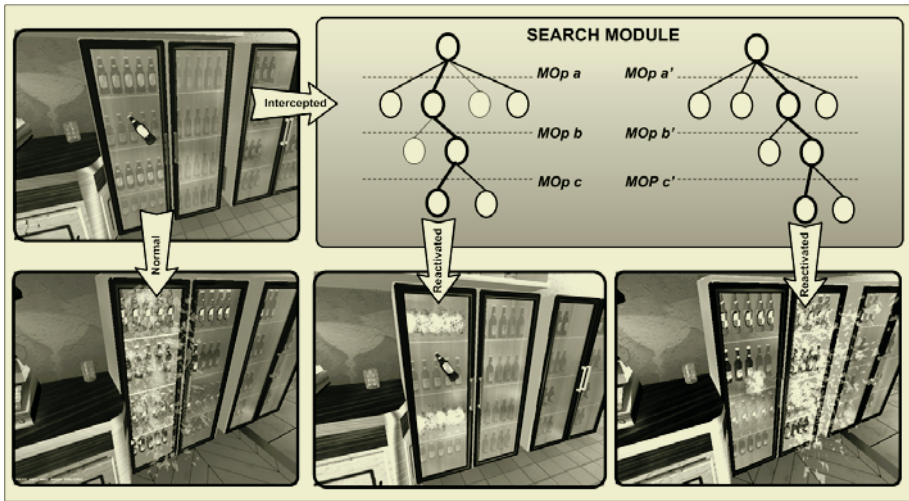 SEARCH MODULE
MOp a
MOp a'
Intercepted
MOp b
MOp b'
MOp c
MOP c'
Normal
Reactivated
Reactivated